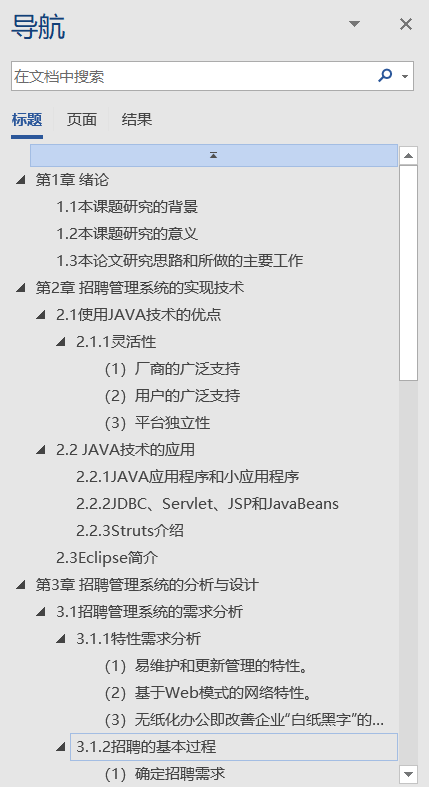 导航
在文档中搜索
标题 页面 结果
第1章 绪论
1.1本课题研究的背景
1.2本课题研究的意义
1.3本论文研究思路和所做的主要工作
第2章 招聘管理系统的实现技术
2.1使用JAVA技术的优点
2.1.1灵活性
（1）厂商的广泛支持
（2）用户的广泛支持
（3）平台独立性
2.2 JAVA技术的应用
2.2.1JAVA应用程序和小应用程序
2.2.2JDBC、Servlet、JSP和JavaBeans
2.2.3Struts介绍
2.3Eclipse简介
第3章 招聘管理系统的分析与设计
3.1招聘管理系统的需求分析
3.1.1特性需求分析
（1）易维护和更新管理的特性。
（2）基于Web模式的网络特性。
（3）无纸化办公即改善企业“白纸黑字”的...
3.1.2招聘的基本过程
（1）确定招聘需求